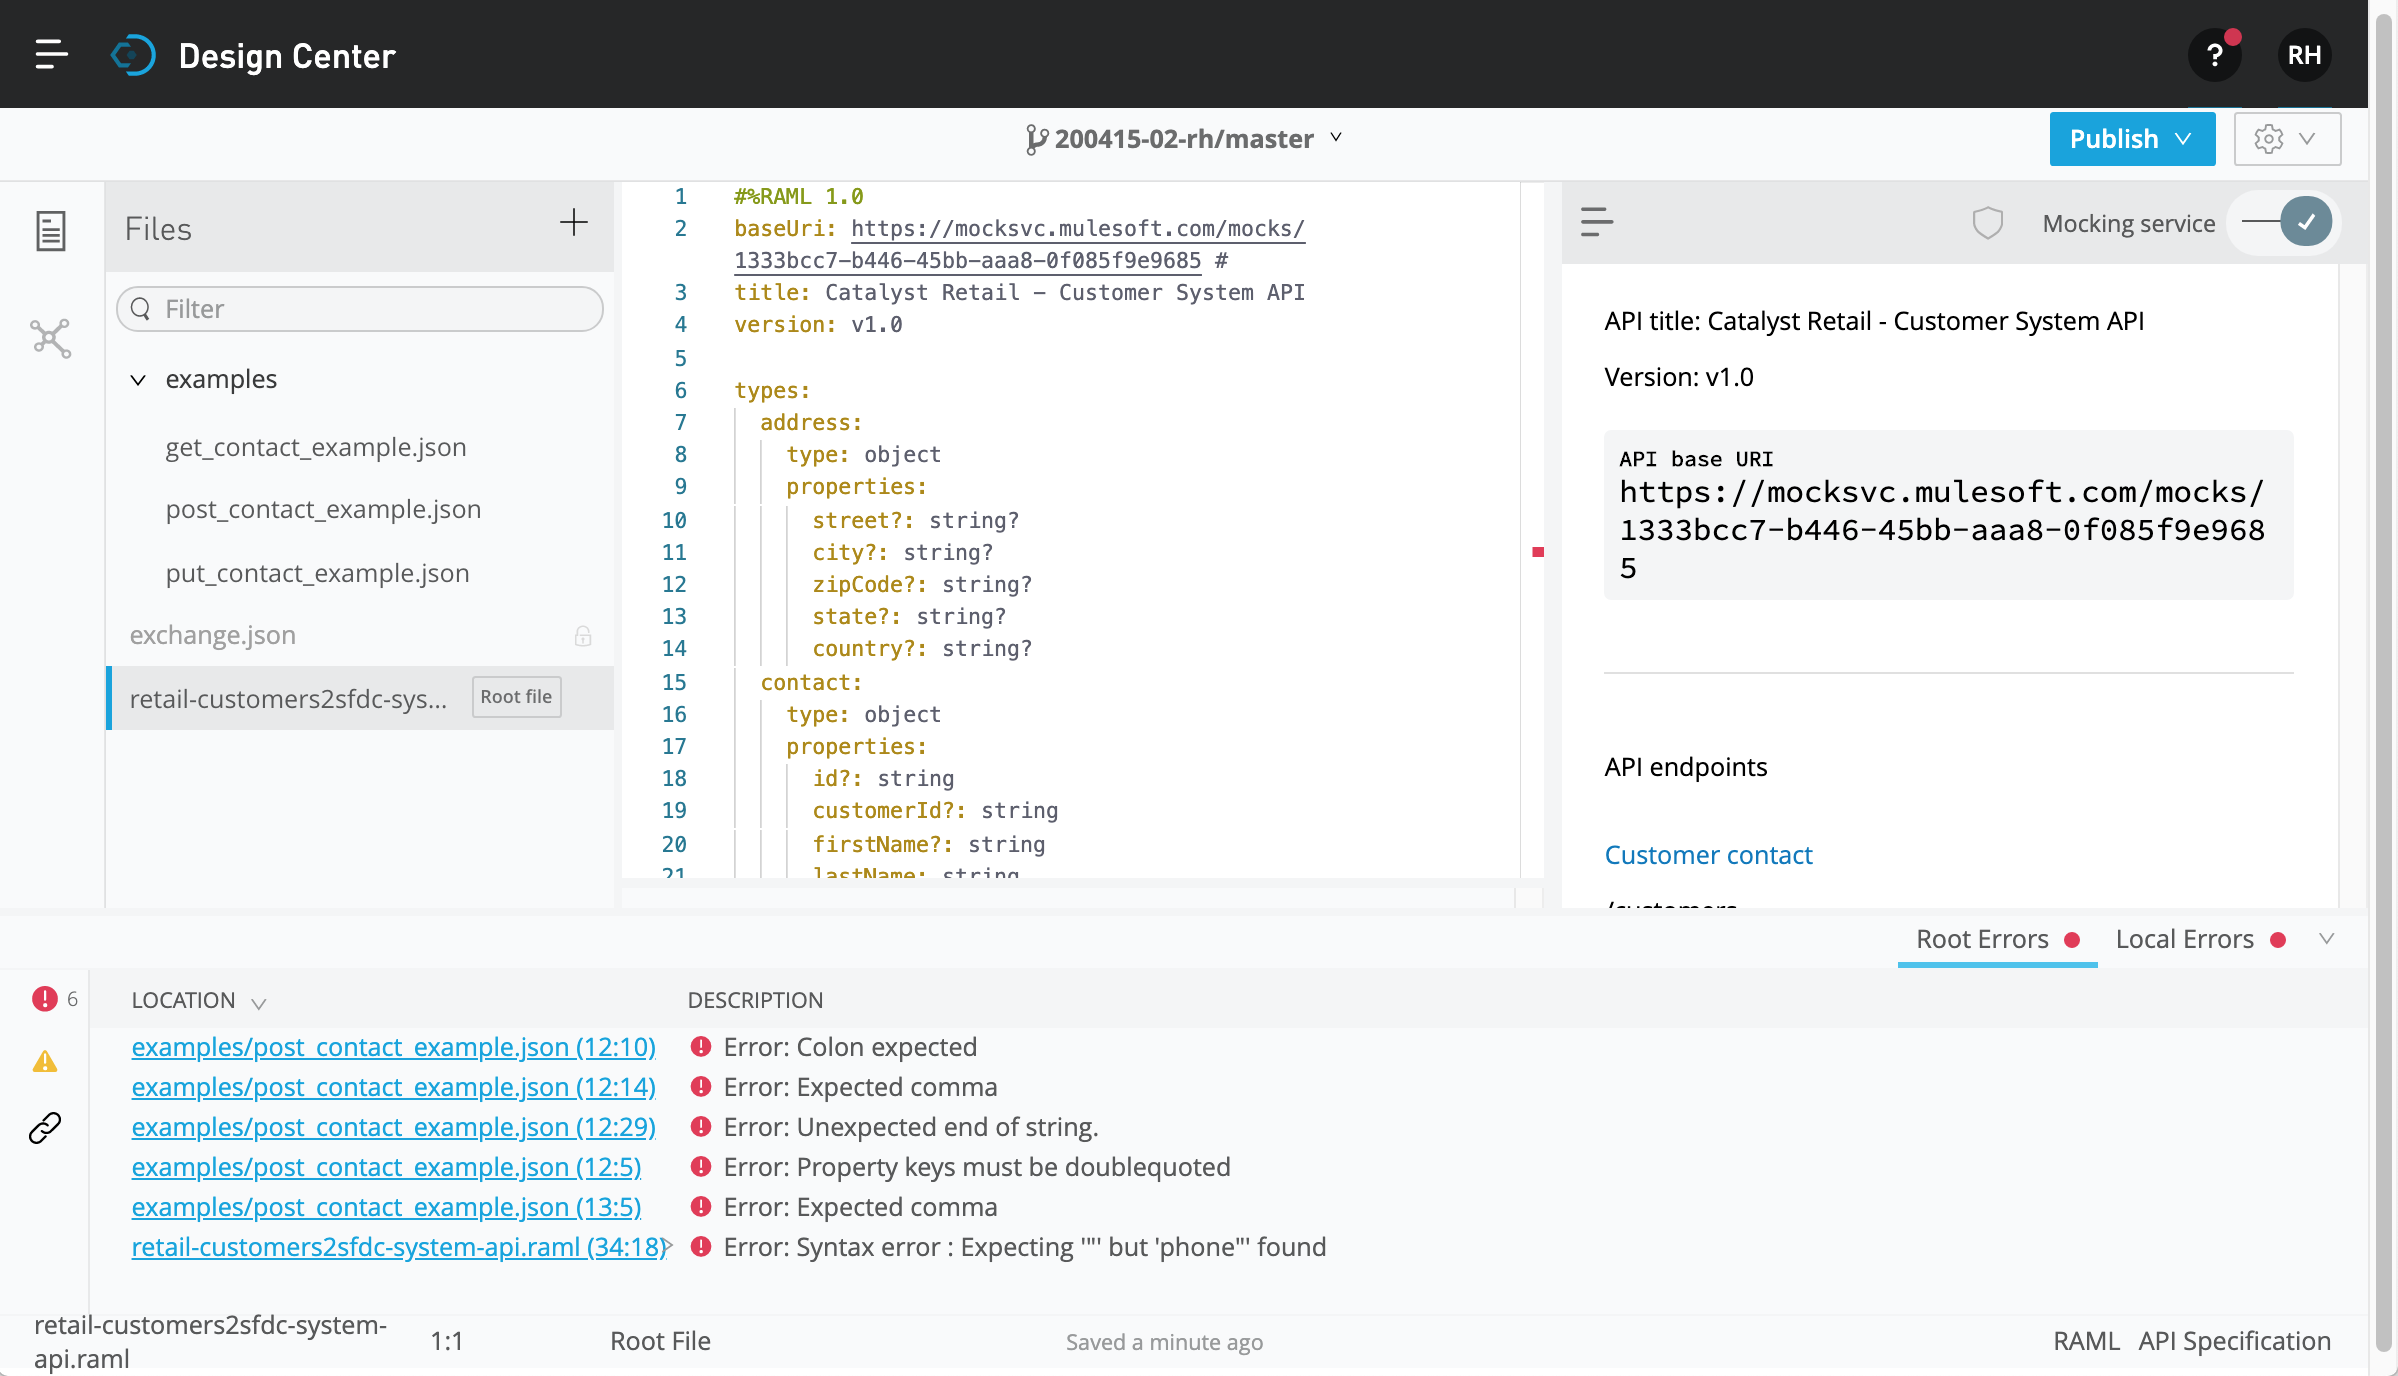 Design Center
?
RH
200415-02-rh/master
Publish
Files
Filter
examples
get_contact_example.json
post_contact_example.json
put_contact_example.json
exchange.json
retail-customers2sfdc-sys...
Root file
1 #%RAML 1.0
2 baseUri: https://mocksvc.mulesoft.com/mocks/
1333bcc7-b446-45bb-aaa8-0f085f9e9685 #
3 title: Catalyst Retail - Customer System API
4 version: v1.0
5
6 types:
7 address:
8 type: object
9 properties:
10 street?: string?
11 city?: string?
12 zipCode?: string?
13 state?: string?
14 country?: string?
15 contact:
16 type: object
17 properties:
18 id?: string
19 customerId?: string
20 firstName?: string
21 lastName: string
Mocking service
API title: Catalyst Retail - Customer System API
Version: v1.0
API base URI
https://mocksvc.mulesoft.com/mocks/
1333bcc7-b446-45bb-aaa8-0f085f9e968
5
API endpoints
Customer contact
/customers
Root Errors
Local Errors
6
LOCATION DESCRIPTION
examples/post_contact_example.json (12:10) Error: Colon expected
examples/post_contact_example.json (12:14) Error: Expected comma
examples/post_contact_example.json (12:29) Error: Unexpected end of string.
examples/post_contact_example.json (12:5) Error: Property keys must be doublequoted
examples/post_contact_example.json (13:5) Error: Expected comma
retail-customers2sfdc-system-api.raml (34:18) Error: Syntax error : Expecting '"' but 'phone"' found
retail-customers2sfdc-system-
api.raml
1:1
Root File
Saved a minute ago
RAML API Specification